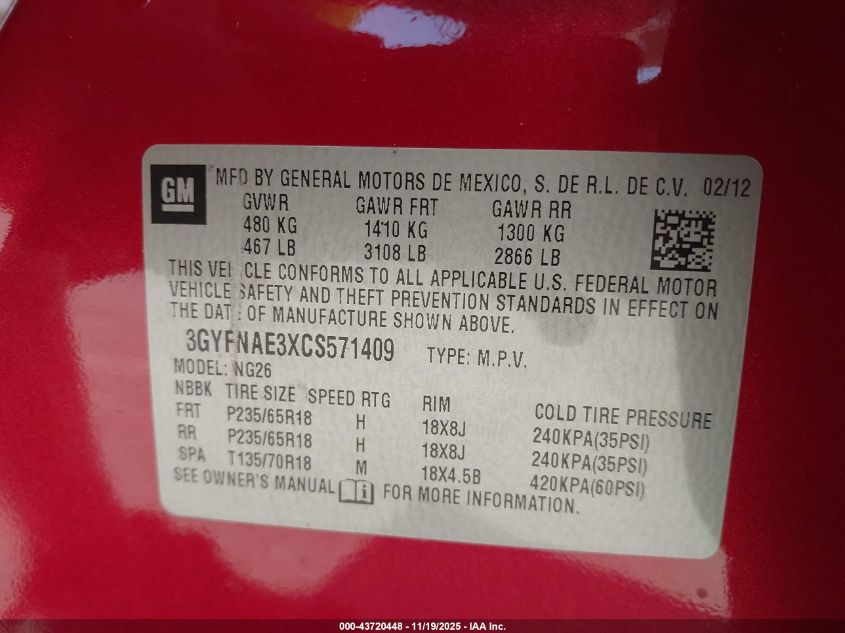 GM MFD BY GENERAL MOTORS DE MEXICO, S. DE R.L. DE C.V. 02/12
GVWR GAWR FRT GAWR RR
480 KG 1410 KG 1300 KG
467 LB 3108 LB 2866 LB
THIS VEHICLE CONFORMS TO ALL APPLICABLE U.S. FEDERAL MOTOR
VEHICLE SAFETY AND THEFT PREVENTION STANDARDS IN EFFECT ON
THE DATE OF MANUFACTURE SHOWN ABOVE.
3GYFNAE3XCS571409 TYPE: M.P.V.
MODEL: NG26
NBBK TIRE SIZE SPEED RTG RIM COLD TIRE PRESSURE
FRT P235/65R18 H 18X8J 240KPA(35PSI)
RR P235/65R18 H 18X8J 240KPA(35PSI)
SPA T135/70R18 M 18X4.5B 420KPA(60PSI)
SEE OWNER'S MANUAL i FOR MORE INFORMATION.
000-43720448 - 11/19/2025 - IAA Inc.